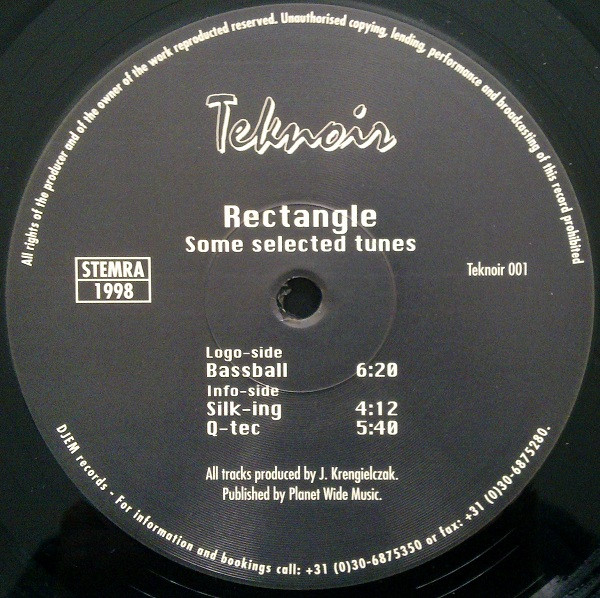 All rights of the producer and of the owner of the work reproduced reserved. Unauthorised copying, lending, performance and broadcasting of this record prohibited
Teknoir
Rectangle
Some selected tunes
STEMRA
1998
Teknoir 001
Logo-side
Bassball 6:20
Info-side
Silk-ing 4:12
Q-tec 5:40
All tracks produced by J. Krengielczak.
Published by Planet Wide Music.
DJEM records - For information and bookings call: +31 (0)30-6875350 or fax: +31 (0)30-6875280.